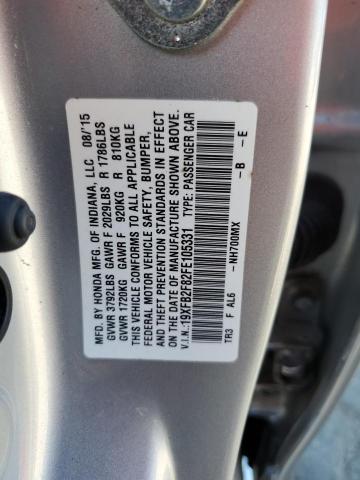 MFD. BY HONDA MFG. OF INDIANA, LLC 08/'15
GVWR 3792LBS GAWR F 2029LBS R 1786LBS
GVWR 1720KG GAWR F 920KG R 810KG
THIS VEHICLE CONFORMS TO ALL APPLICABLE
FEDERAL MOTOR VEHICLE SAFETY, BUMPER,
AND THEFT PREVENTION STANDARDS IN EFFECT
ON THE DATE OF MANUFACTURE SHOWN ABOVE.
V.I.N.:19XFB2F82FE105331 TYPE: PASSENGER CAR
TR3 F AL6 -NH700MX -B -E